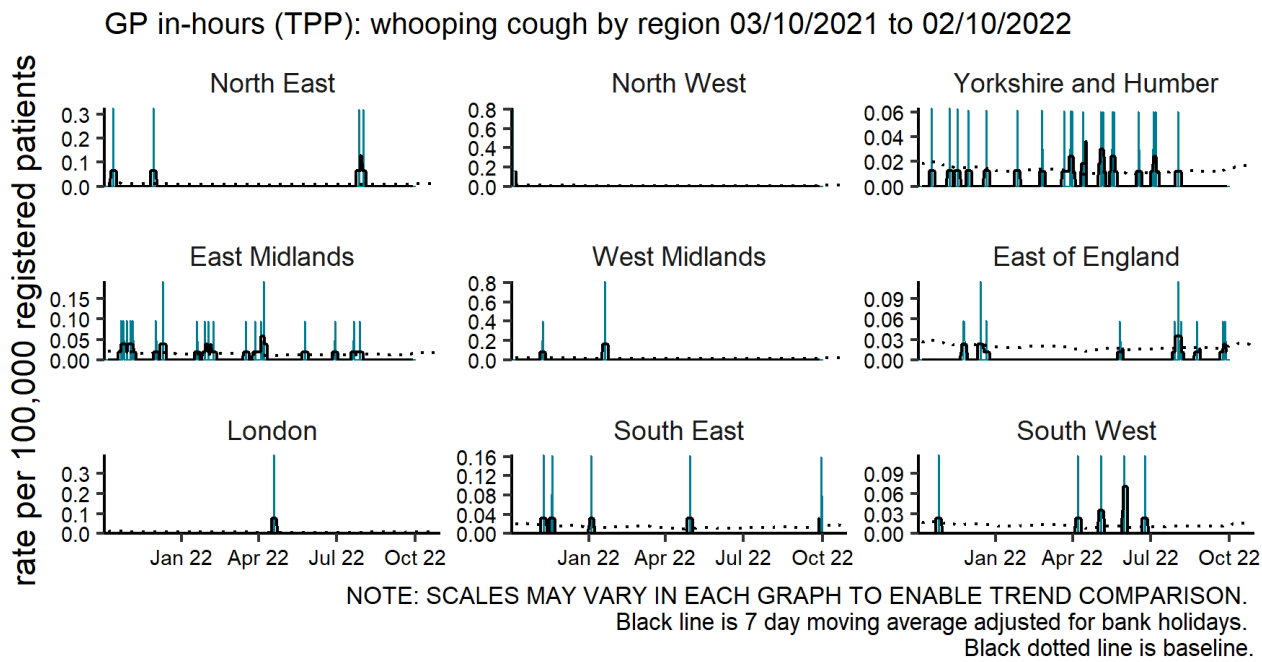 GP in-hours (TPP): whooping cough by region 03/10/2021 to 02/10/2022
rate per 100,000 registered patients
North East
0.3
0.2
0.1
0.0
North West
0.8
0.6
0.4
0.2
0.0
Yorkshire and Humber
0.06
0.04
0.02
0.00
East Midlands
0.15
0.10
0.05
0.00
West Midlands
0.8
0.6
0.4
0.2
0.0
East of England
0.09
0.06
0.03
0.00
London
0.3
0.2
0.1
0.0
Jan 22 Apr 22 Jul 22 Oct 22
South East
0.16
0.12
0.08
0.04
0.00
Jan 22 Apr 22 Jul 22 Oct 22
South West
0.09
0.06
0.03
0.00
Jan 22 Apr 22 Jul 22 Oct 22
NOTE: SCALES MAY VARY IN EACH GRAPH TO ENABLE TREND COMPARISON.
Black line is 7 day moving average adjusted for bank holidays.
Black dotted line is baseline.